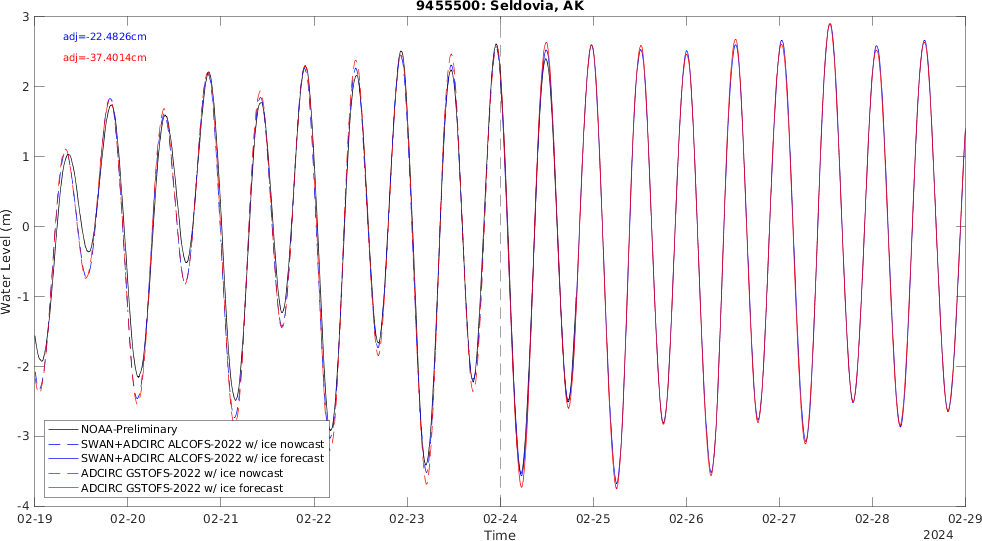 9455500: Seldovia, AK
adj=-22.4826cm
adj=-37.4014cm
3
2
1
0
-1
-2
-3
-4
Water Level (m)
NOAA-Preliminary
SWAN+ADCIRC ALCOFS-2022 w/ ice nowcast
SWAN+ADCIRC ALCOFS-2022 w/ ice forecast
ADCIRC GSTOFS-2022 w/ ice nowcast
ADCIRC GSTOFS-2022 w/ ice forecast
02-19 02-20 02-21 02-22 02-23 02-24 02-25 02-26 02-27 02-28 02-29
Time
2024